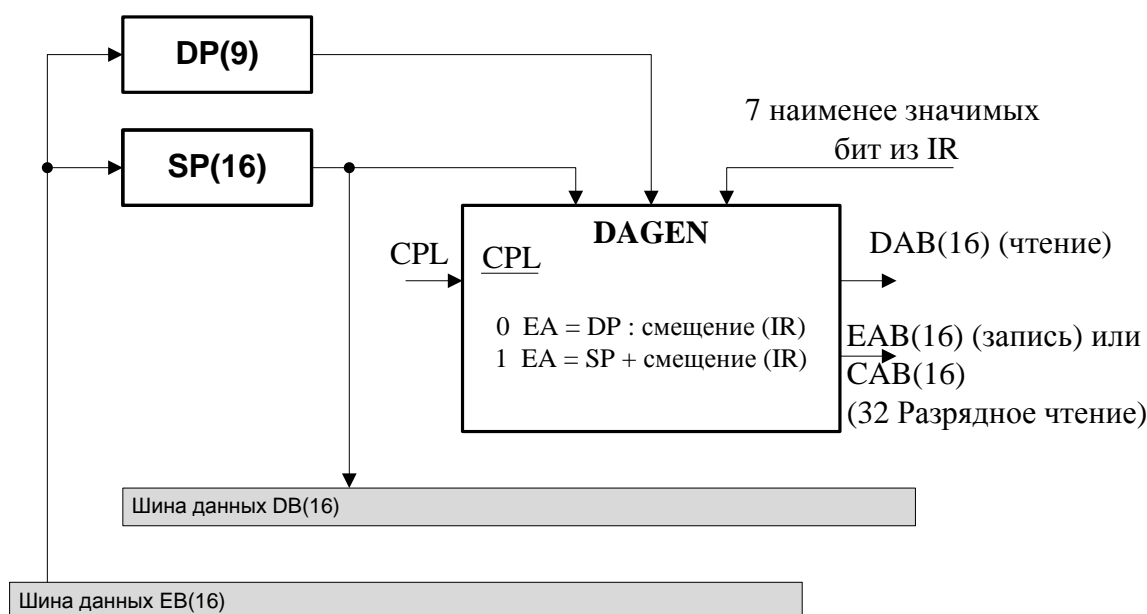 DP(9)
7 наименее значимых
бит из IR
SP(16)
DAGEN
CPL
CPL
DAB(16) (чтение)
0 EA = DP : смещение (IR)
1 EA = SP + смещение (IR)
EAB(16) (запись) или
CAB(16)
(32 Разрядное чтение)
Шина данных DB(16)
Шина данных EB(16)